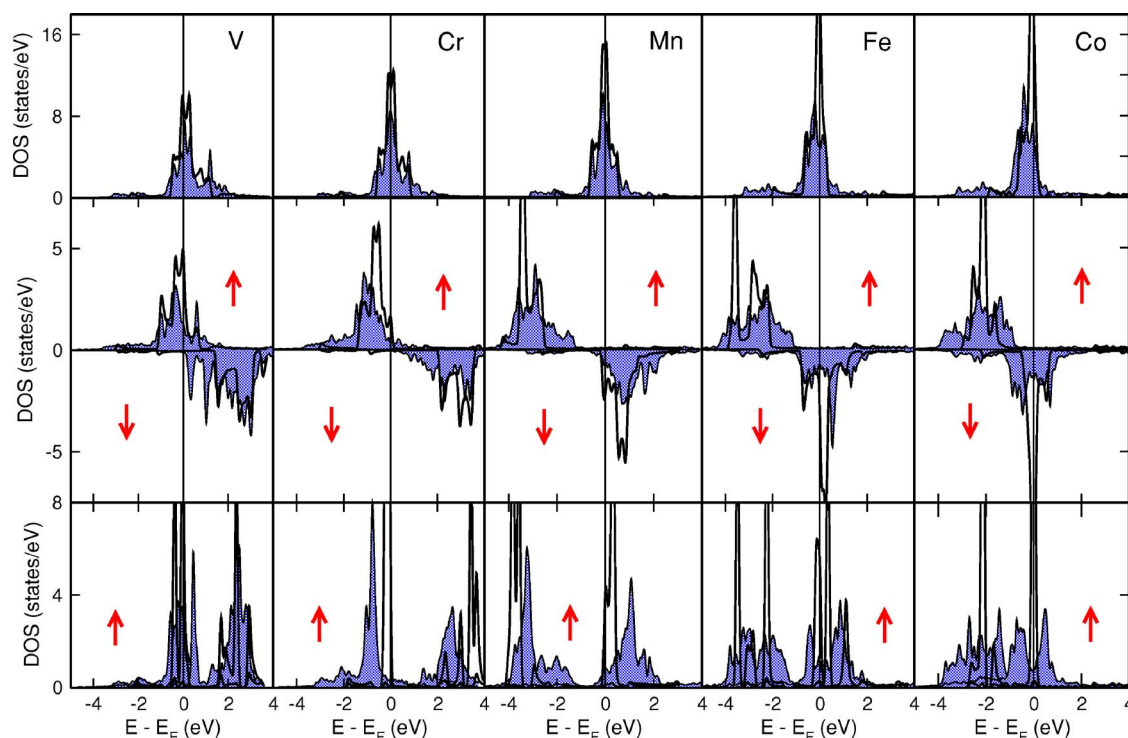 V Cr Mn Fe Co
16
8
0
DOS (states/eV)
5
0
-5
DOS (states/eV)
8
4
0
DOS (states/eV)
-4 -2 0 2 -4 -2 0 2 4 -4 -2 0 2 4 -4 -2 0 2 4 -4 -2 0 2 4
E - E_F (eV) E - E_F (eV) E - E_F (eV) E - E_F (eV) E - E_F (eV)